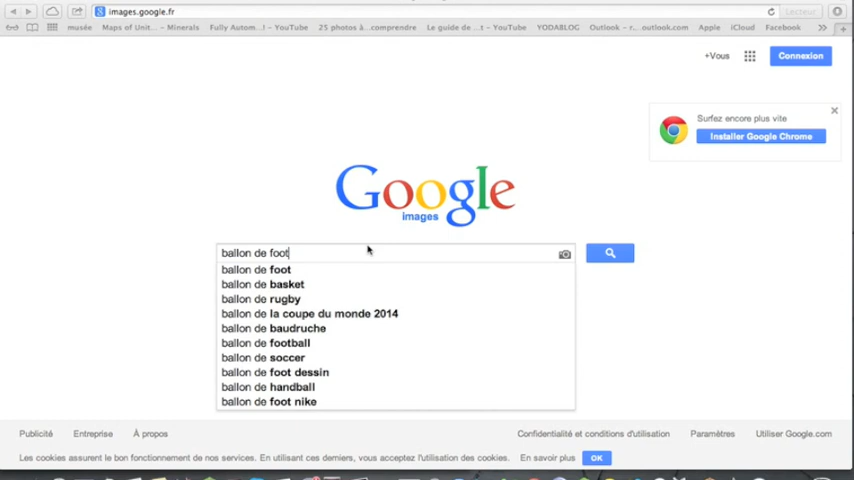 images.google.fr
Lecteur
musée Maps of Unit... – Minerals Fully Autom...! – YouTube 25 photos à...comprendre Le guide de ...t – YouTube YODABLOG Outlook – r...outlook.com Apple iCloud Facebook
+Vous Connexion
Surfez encore plus vite
Installer Google Chrome
Google
images
ballon de foot
ballon de foot
ballon de basket
ballon de rugby
ballon de la coupe du monde 2014
ballon de baudruche
ballon de football
ballon de soccer
ballon de foot dessin
ballon de handball
ballon de foot nike
Publicité Entreprise À propos Confidentialité et conditions d'utilisation Paramètres Utiliser Google.com
Les cookies assurent le bon fonctionnement de nos services. En utilisant ces derniers, vous acceptez l'utilisation des cookies. En savoir plus OK